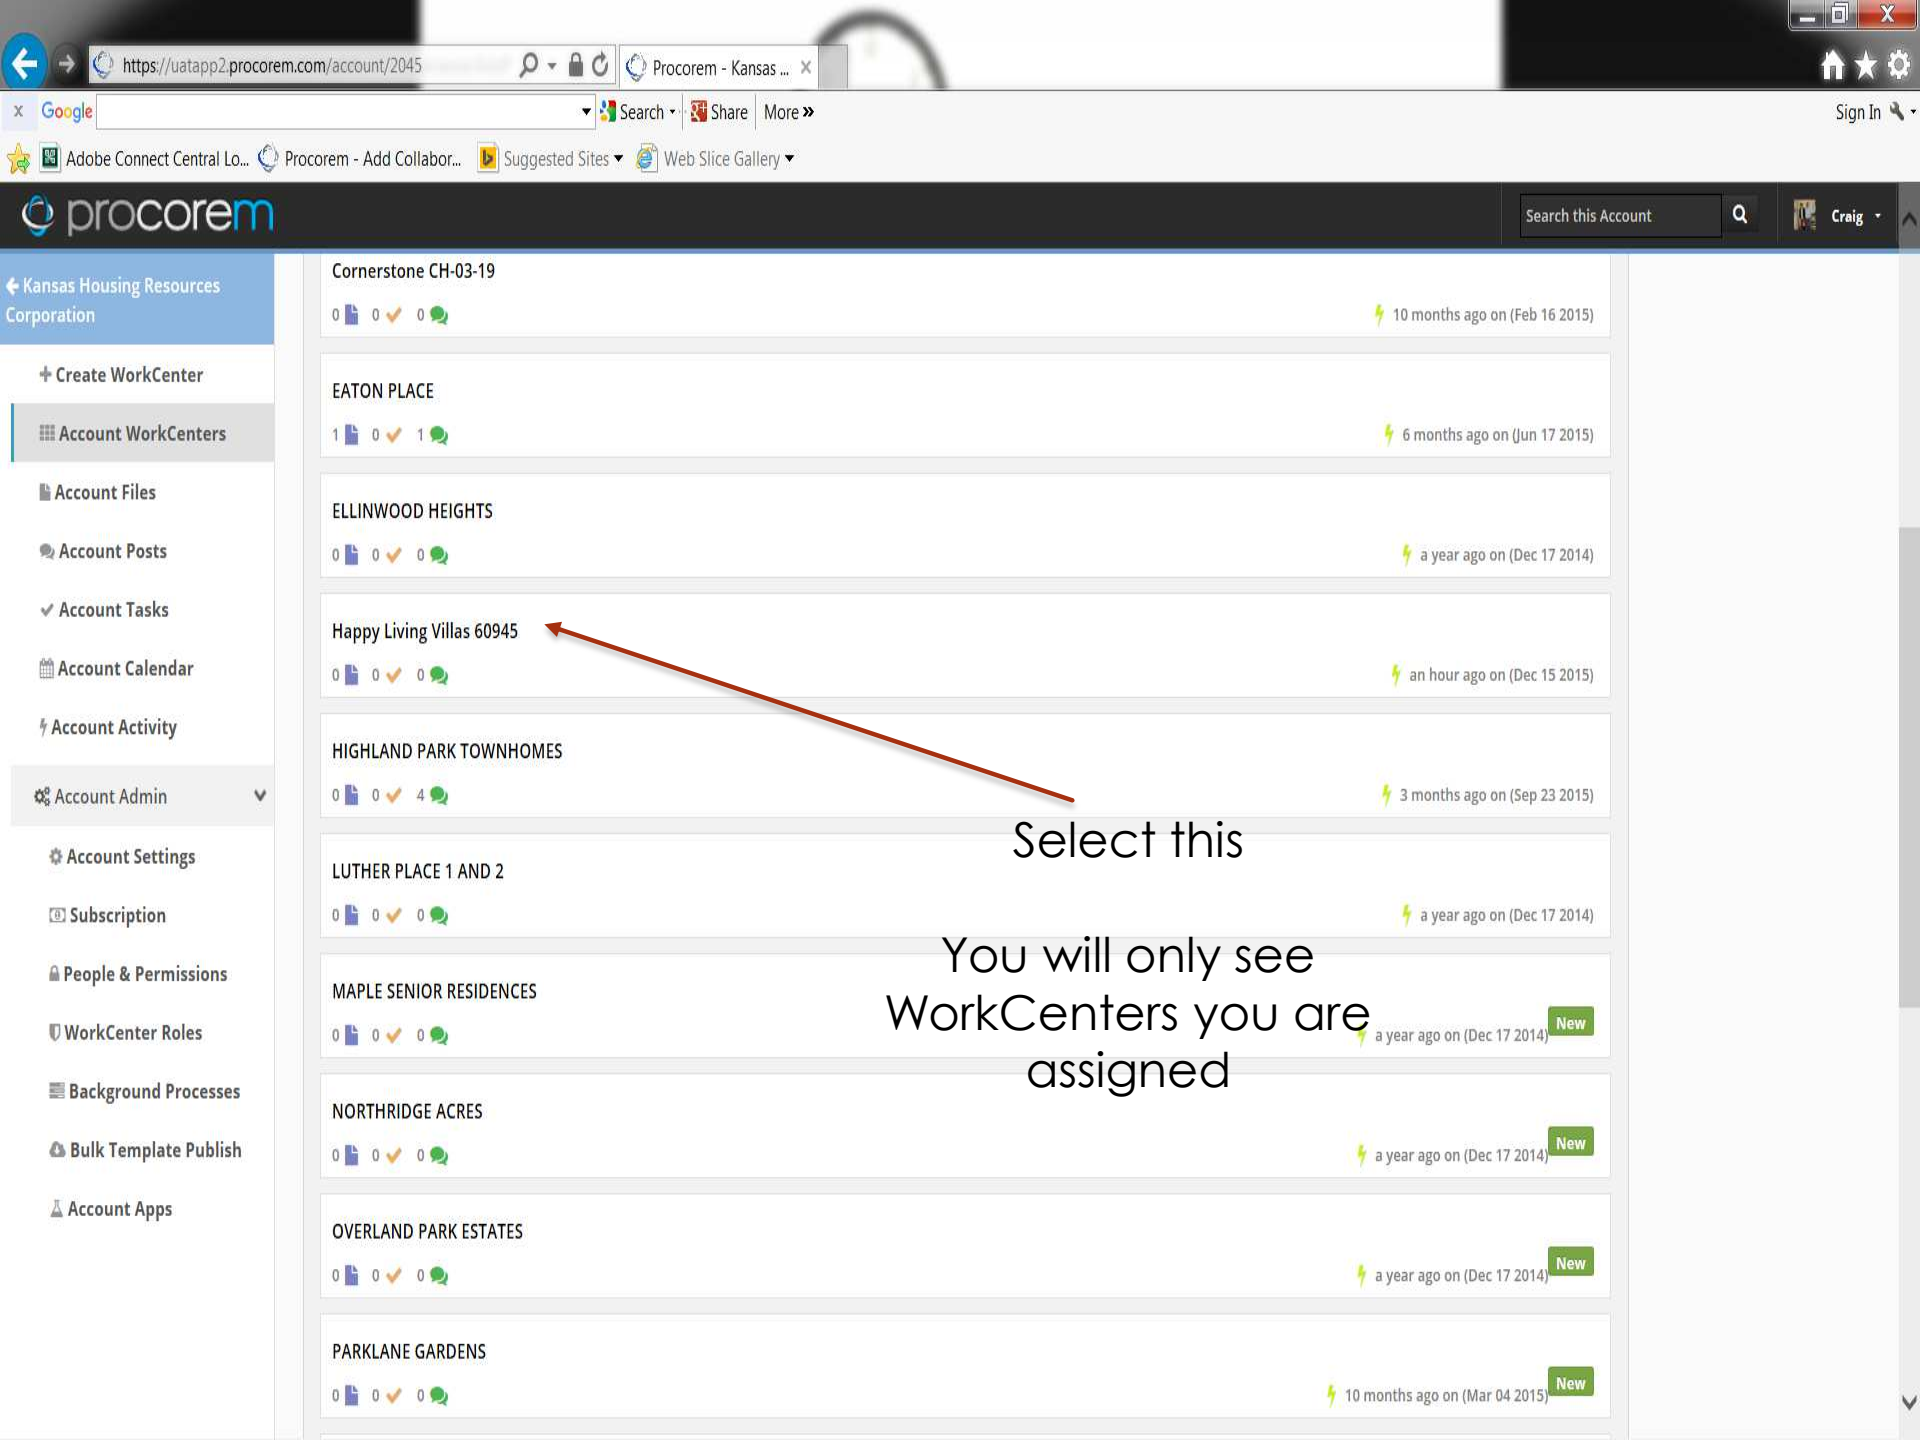 X
https://uatapp2.procorem.com/account/2045
Procorem - Kansas ... ×
x Google
Search
Share
More »
Sign In
Adobe Connect Central Lo...
Procorem - Add Collabor...
Suggested Sites
Web Slice Gallery
procorem
Search this Account
Craig
Kansas Housing Resources
Corporation
Create WorkCenter
Account WorkCenters
Account Files
Account Posts
Account Tasks
Account Calendar
Account Activity
Account Admin
Account Settings
Subscription
People & Permissions
WorkCenter Roles
Background Processes
Bulk Template Publish
Account Apps
Cornerstone CH-03-19
0 0 0
10 months ago on (Feb 16 2015)
EATON PLACE
1 0 1
6 months ago on (Jun 17 2015)
ELLINWOOD HEIGHTS
0 0 0
a year ago on (Dec 17 2014)
Happy Living Villas 60945
0 0 0
an hour ago on (Dec 15 2015)
HIGHLAND PARK TOWNHOMES
0 0 4
3 months ago on (Sep 23 2015)
LUTHER PLACE 1 AND 2
0 0 0
a year ago on (Dec 17 2014)
MAPLE SENIOR RESIDENCES
0 0 0
a year ago on (Dec 17 2014) New
NORTHRIDGE ACRES
0 0 0
a year ago on (Dec 17 2014) New
OVERLAND PARK ESTATES
0 0 0
a year ago on (Dec 17 2014) New
PARKLANE GARDENS
0 0 0
10 months ago on (Mar 04 2015) New
Select this
You will only see
WorkCenters you are
assigned